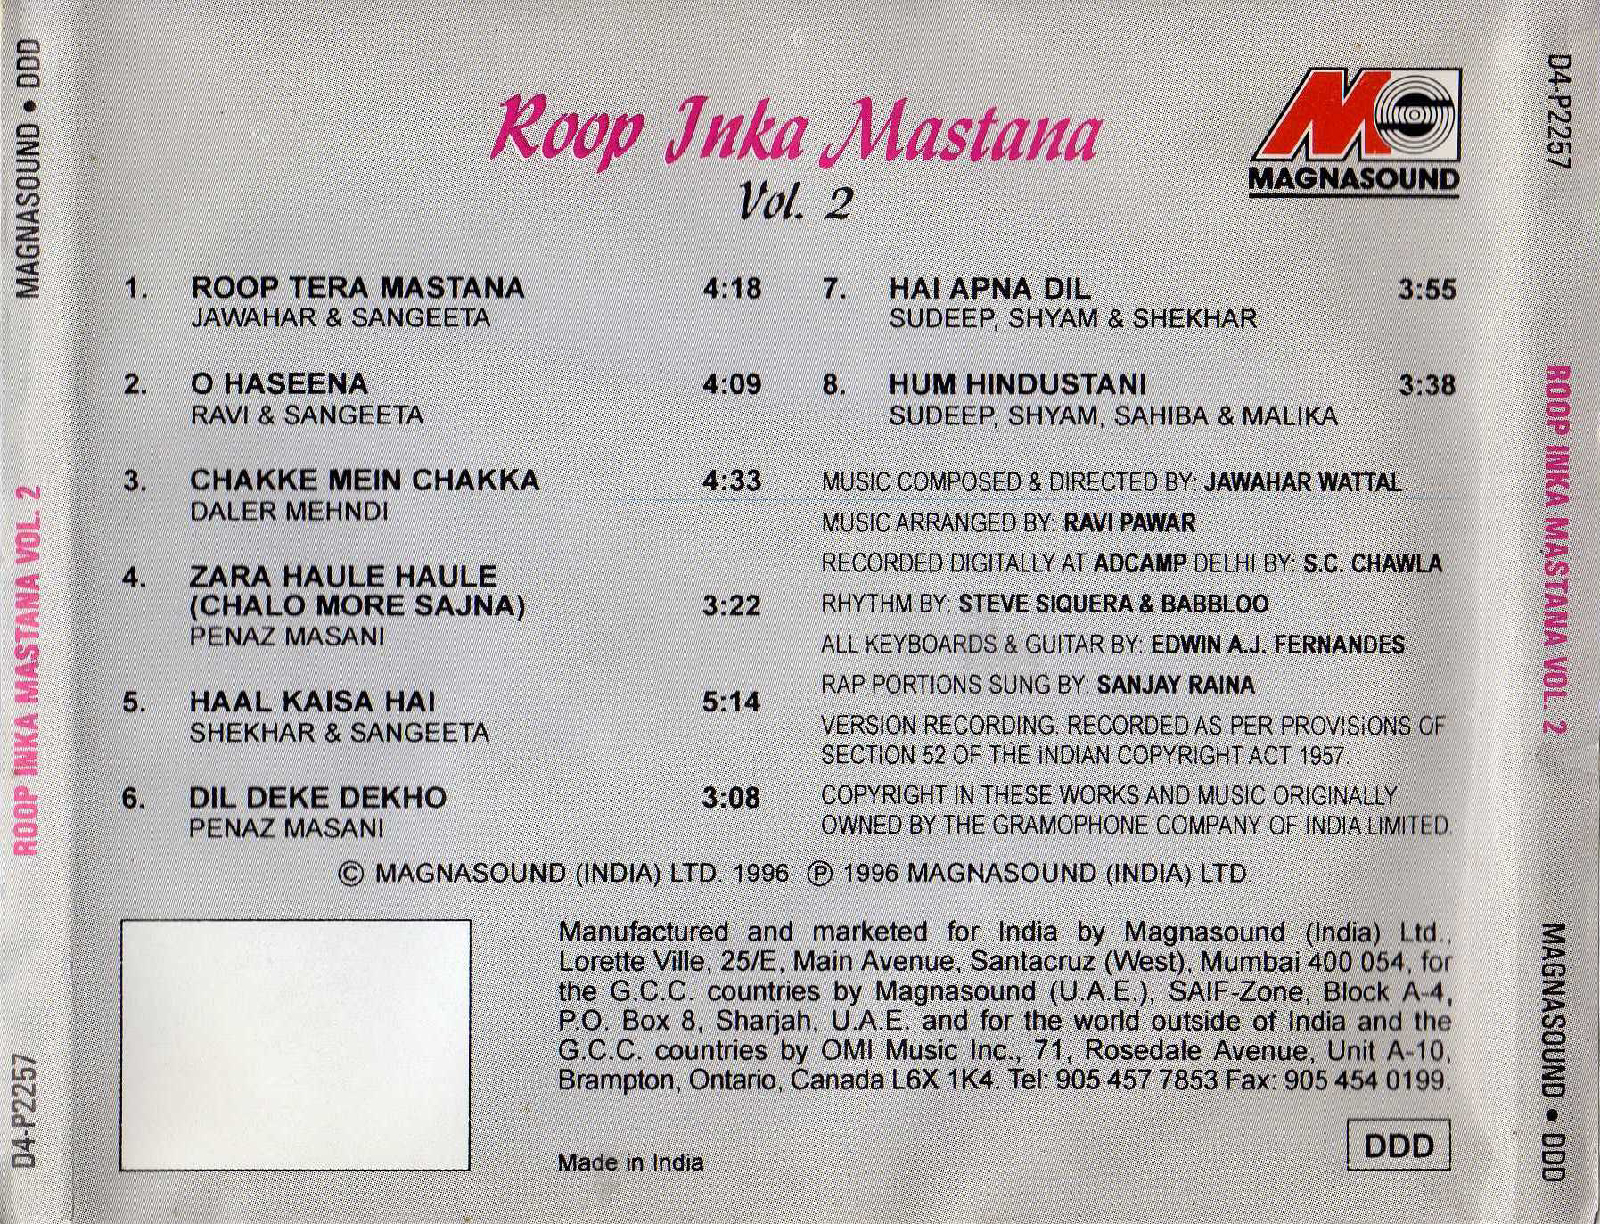 Roop Inka Mastana
Vol. 2
MAGNASOUND
1. ROOP TERA MASTANA 4:18
JAWAHAR & SANGEETA
2. O HASEENA 4:09
RAVI & SANGEETA
3. CHAKKE MEIN CHAKKA 4:33
DALER MEHNDI
4. ZARA HAULE HAULE
(CHALO MORE SAJNA) 3:22
PENAZ MASANI
5. HAAL KAISA HAI 5:14
SHEKHAR & SANGEETA
6. DIL DEKE DEKHO 3:08
PENAZ MASANI
7. HAI APNA DIL 3:55
SUDEEP, SHYAM & SHEKHAR
8. HUM HINDUSTANI 3:38
SUDEEP, SHYAM, SAHIBA & MALIKA
MUSIC COMPOSED & DIRECTED BY: JAWAHAR WATTAL
MUSIC ARRANGED BY: RAVI PAWAR
RECORDED DIGITALLY AT ADCAMP DELHI BY: S.C. CHAWLA
RHYTHM BY: STEVE SIQUERA & BABBLOO
ALL KEYBOARDS & GUITAR BY: EDWIN A.J. FERNANDES
RAP PORTIONS SUNG BY: SANJAY RAINA
VERSION RECORDING. RECORDED AS PER PROVISIONS OF
SECTION 52 OF THE INDIAN COPYRIGHT ACT 1957.
COPYRIGHT IN THESE WORKS AND MUSIC ORIGINALLY
OWNED BY THE GRAMOPHONE COMPANY OF INDIA LIMITED.
© MAGNASOUND (INDIA) LTD. 1996 ℗ 1996 MAGNASOUND (INDIA) LTD
Manufactured and marketed for India by Magnasound (India) Ltd.,
Lorette Ville, 25/E, Main Avenue, Santacruz (West), Mumbai 400 054, for
the G.C.C. countries by Magnasound (U.A.E.), SAIF-Zone, Block A-4,
P.O. Box 8, Sharjah, U.A.E. and for the world outside of India and the
G.C.C. countries by OMI Music Inc., 71, Rosedale Avenue, Unit A-10,
Brampton, Ontario, Canada L6X 1K4. Tel: 905 457 7853 Fax: 905 454 0199.
Made in India
DDD
D4-P2257 ROOP INKA MASTANA VOL. 2 MAGNASOUND • DDD
D4-P2257 ROOP INKA MASTANA VOL. 2 MAGNASOUND • DDD